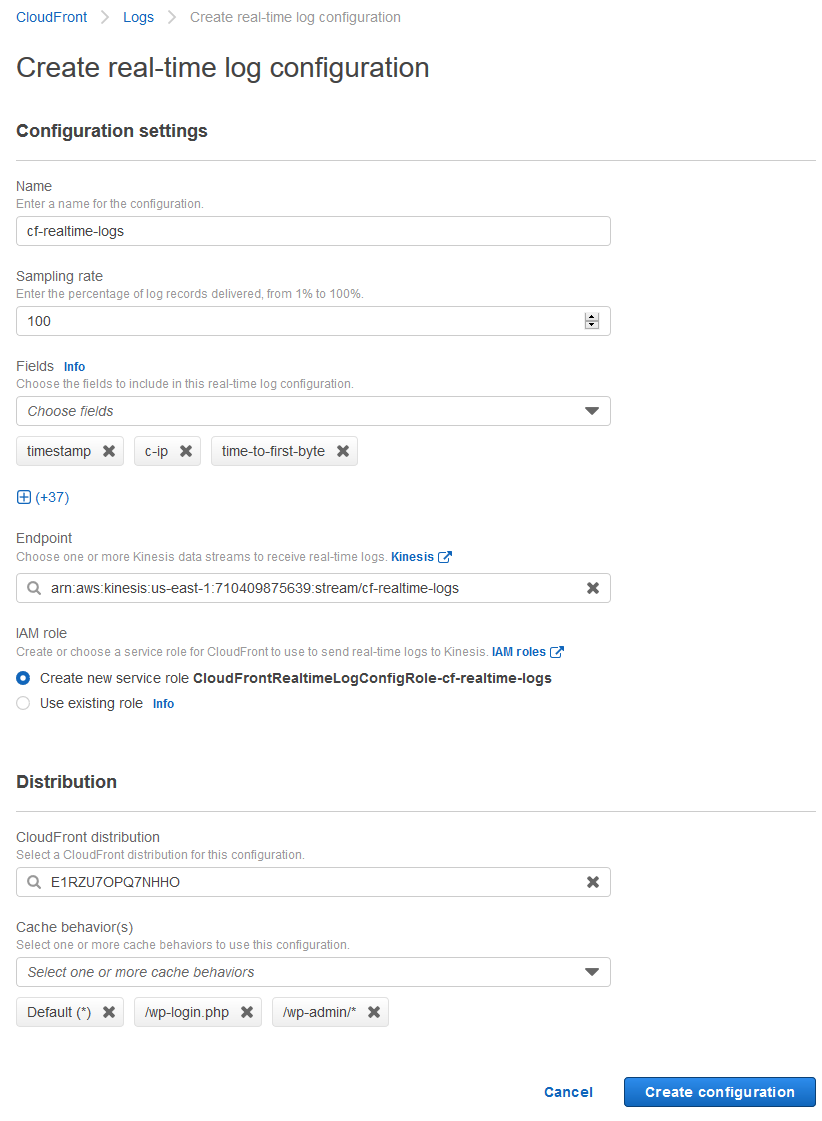 CloudFront > Logs > Create real-time log configuration
Create real-time log configuration
Configuration settings
Name
Enter a name for the configuration.
cf-realtime-logs
Sampling rate
Enter the percentage of log records delivered, from 1% to 100%.
100
Fields Info
Choose the fields to include in this real-time log configuration.
Choose fields
timestamp c-ip time-to-first-byte
(+37)
Endpoint
Choose one or more Kinesis data streams to receive real-time logs. Kinesis
arn:aws:kinesis:us-east-1:710409875639:stream/cf-realtime-logs
IAM role
Create or choose a service role for CloudFront to use to send real-time logs to Kinesis. IAM roles
Create new service role CloudFrontRealtimeLogConfigRole-cf-realtime-logs
Use existing role Info
Distribution
CloudFront distribution
Select a CloudFront distribution for this configuration.
E1RZU7OPQ7NHHO
Cache behavior(s)
Select one or more cache behaviors to use this configuration.
Select one or more cache behaviors
Default (*) /wp-login.php /wp-admin/*
Cancel Create configuration